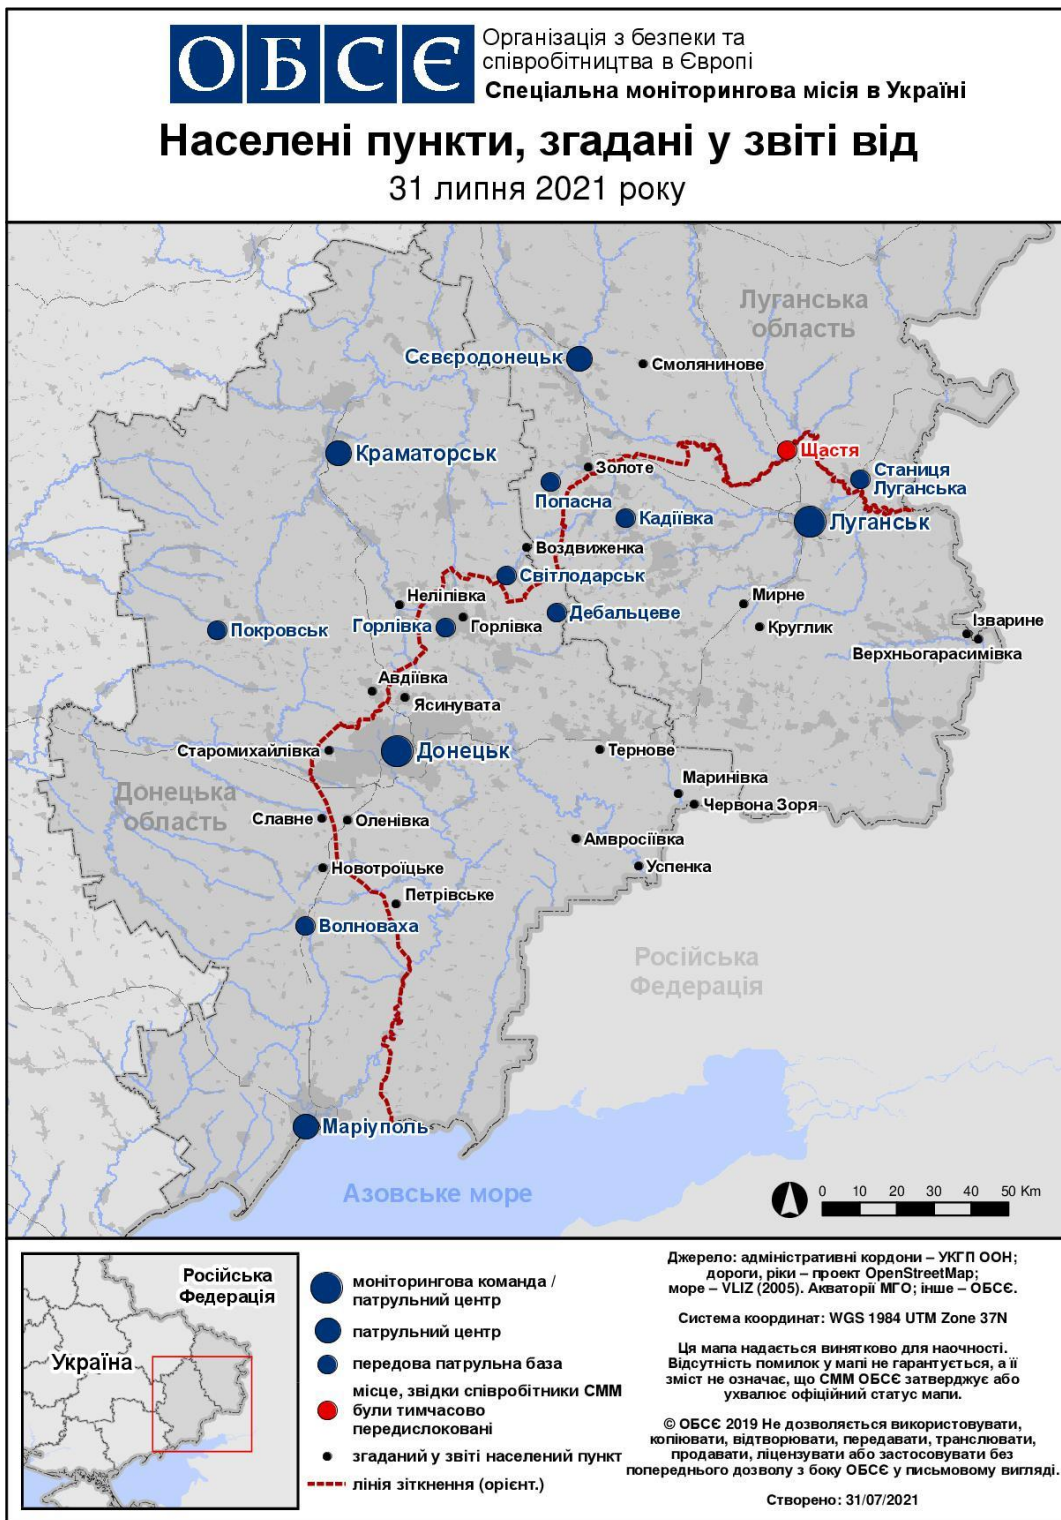 ОБСЄ
Організація з безпеки та
співробітництва в Європі
Спеціальна моніторингова місія в Україні
Населені пункти, згадані у звіті від
31 липня 2021 року
Луганська
область
Сєвєродонецьк
Смолянинове
Щастя
Краматорськ
Золоте
Станиця
Луганська
Попасна
Кадіївка
Луганськ
Воздвиженка
Світлодарськ
Неліпівка
Мирне
Дебальцеве
Горлівка
Горлівка
Покровськ
Круглик
Ізварине
Верхньогарасимівка
Авдіївка
Ясинувата
Старомихайлівка
Донецьк
Тернове
Маринівка
Донецька
область
Червона Зоря
Славне
Оленівка
Амвросіївка
Новотроїцьке
Успенка
Петрівське
Волноваха
Російська
Федерація
Маріуполь
Азовське море
0 10 20 30 40 50 Km
Російська
Федерація
Україна
моніторингова команда /
патрульний центр
патрульний центр
передова патрульна база
місце, звідки співробітники СММ
були тимчасово
передислоковані
згаданий у звіті населений пункт
лінія зіткнення (орієнт.)
Джерело: адміністративні кордони – УКГП ООН;
дороги, ріки – проект OpenStreetMap;
море – VLIZ (2005). Акваторії МГО; інше – ОБСЄ.
Система координат: WGS 1984 UTM Zone 37N
Ця мапа надається винятково для наочності.
Відсутність помилок у мапі не гарантується, а її
зміст не означає, що СММ ОБСЄ затверджує або
ухвалює офіційний статус мапи.
© ОБСЄ 2019 Не дозволяється використовувати,
копіювати, відтворювати, передавати, транслювати,
продавати, ліцензувати або застосовувати без
попереднього дозволу з боку ОБСЄ у письмовому вигляді.
Створено: 31/07/2021